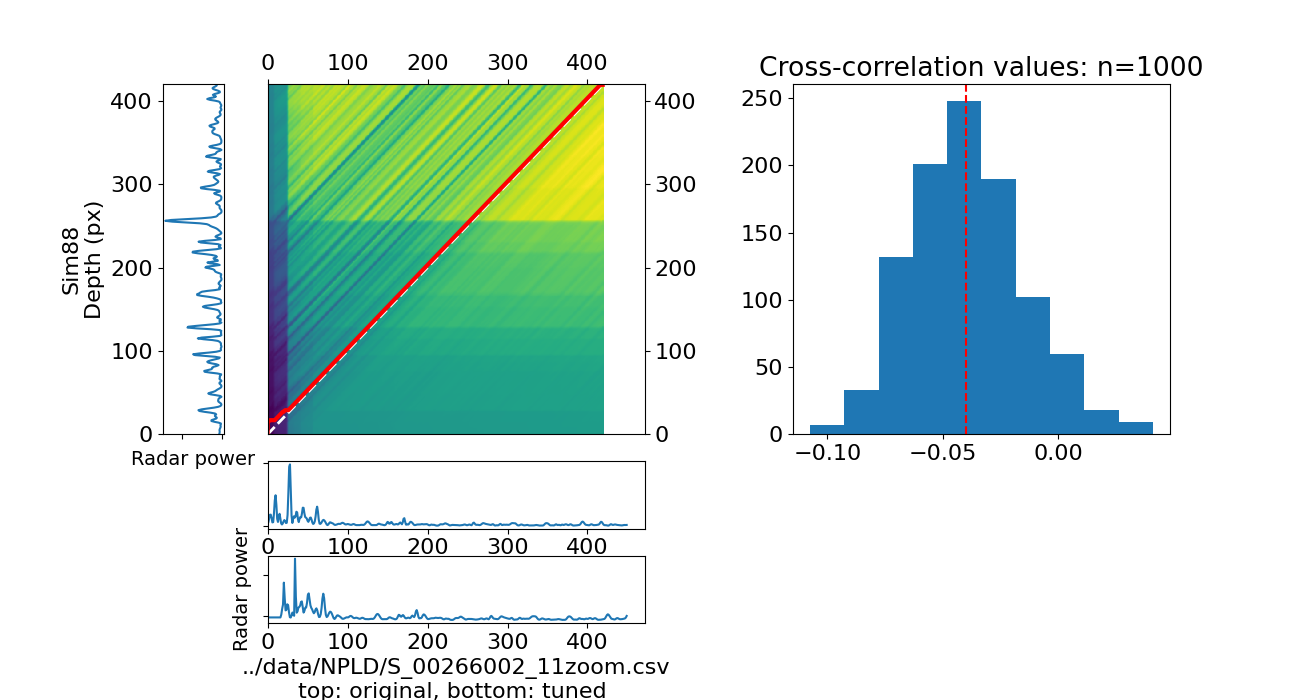 0 100 200 300 400
Cross-correlation values: n=1000
400
300
200
100
0
Sim88
Depth (px)
400
300
200
100
0
250
200
150
100
50
0
−0.10 −0.05 0.00
Radar power
0 100 200 300 400
Radar power
0 100 200 300 400
../data/NPLD/S_00266002_11zoom.csv
top: original, bottom: tuned